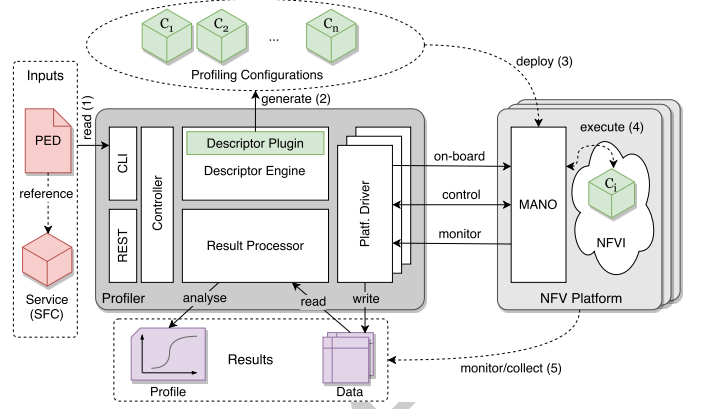 C1
C2
...
Cn
Profiling Configurations
deploy (3)
Inputs
PED
reference
Service
(SFC)
read (1)
generate (2)
CLI
REST
Controller
Descriptor Plugin
Descriptor Engine
Result Processor
Platf. Driver
Profiler
on-board
control
monitor
MANO
execute (4)
Ci
NFVI
NFV Platform
analyse
read
write
Profile
Results
Data
monitor/collect (5)